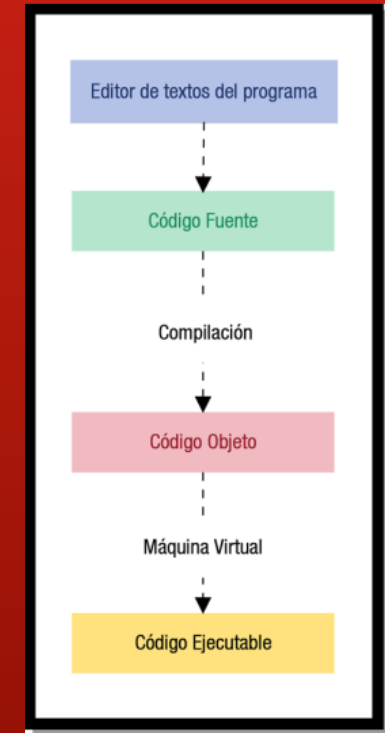 Editor de textos del programa
Código Fuente
Compilación
Código Objeto
Máquina Virtual
Código Ejecutable